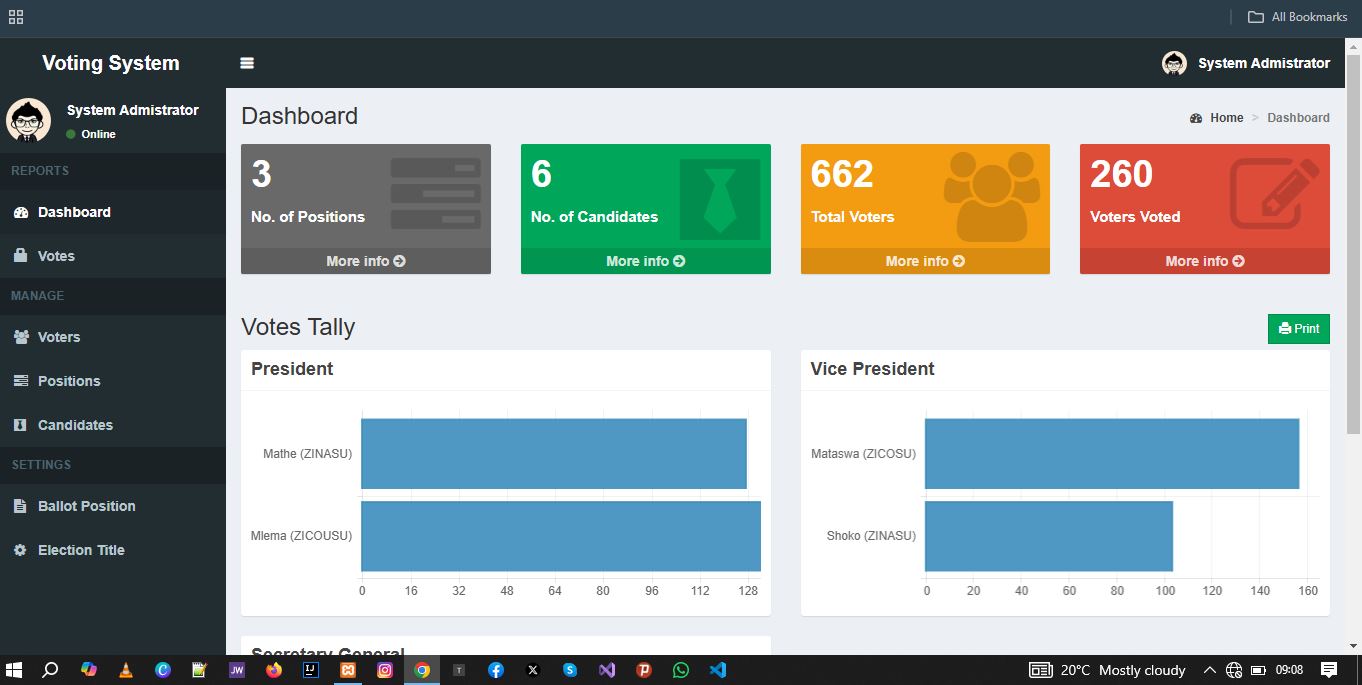 All Bookmarks
Voting System
System Admistrator
System Admistrator
Online
REPORTS
Dashboard
Votes
MANAGE
Voters
Positions
Candidates
SETTINGS
Ballot Position
Election Title
Dashboard
Home > Dashboard
3
No. of Positions
More info
6
No. of Candidates
More info
662
Total Voters
More info
260
Voters Voted
More info
Votes Tally
Print
President
Mathe (ZINASU)
Mlema (ZICOUSU)
0 16 32 48 64 80 96 112 128
Vice President
Mataswa (ZICOSU)
Shoko (ZINASU)
0 20 40 60 80 100 120 140 160
Secretary General
JW
IJ
T
20°C Mostly cloudy
09:08